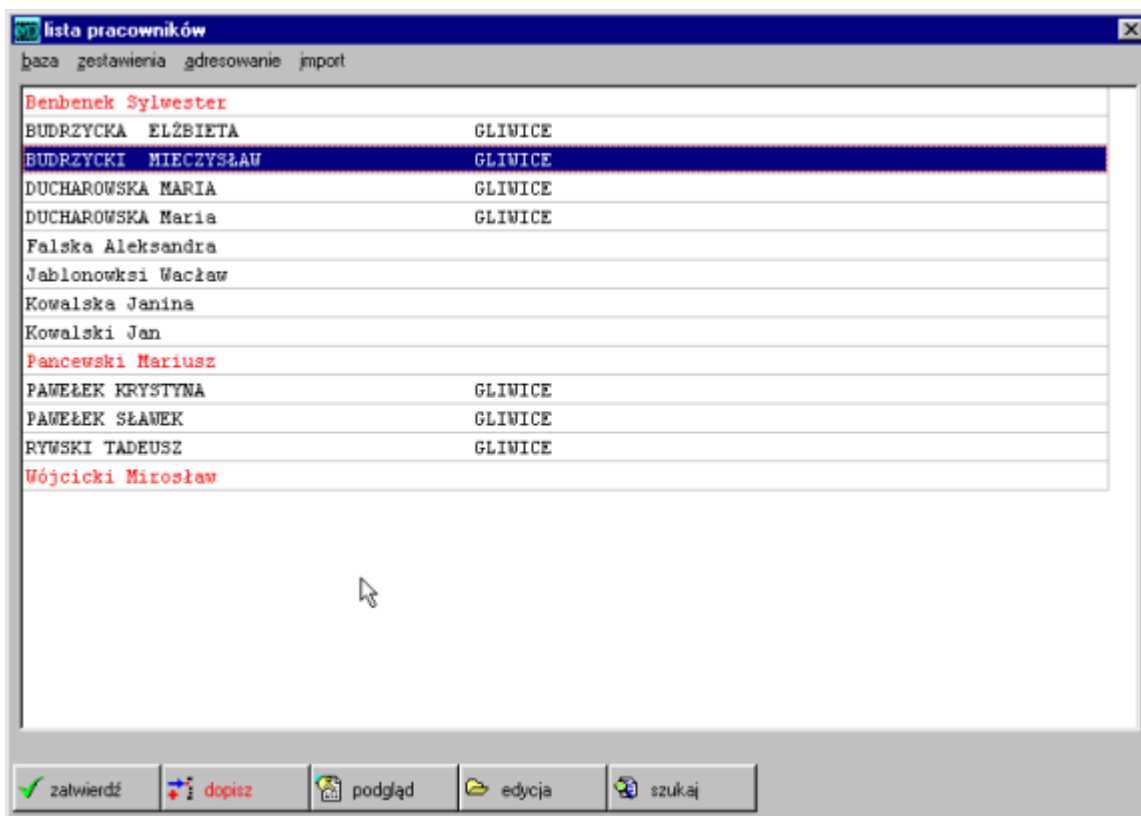 lista pracowników
baza zestawienia adresowanie import
Benbenek Sylwester
BUDRZYCKA ELŻBIETA GLIWICE
BUDRZYCKI MIECZYSŁAW GLIWICE
DUCHAROWSKA MARIA GLIWICE
DUCHAROWSKA Maria GLIWICE
Falska Aleksandra
Jablonowksi Wacław
Kowalska Janina
Kowalski Jan
Pancewski Mariusz
PAWEŁEK KRYSTYNA GLIWICE
PAWEŁEK SŁAWEK GLIWICE
RYWSKI TADEUSZ GLIWICE
Wójcicki Mirosław
zatwierdź dopisz podgląd edycja szukaj